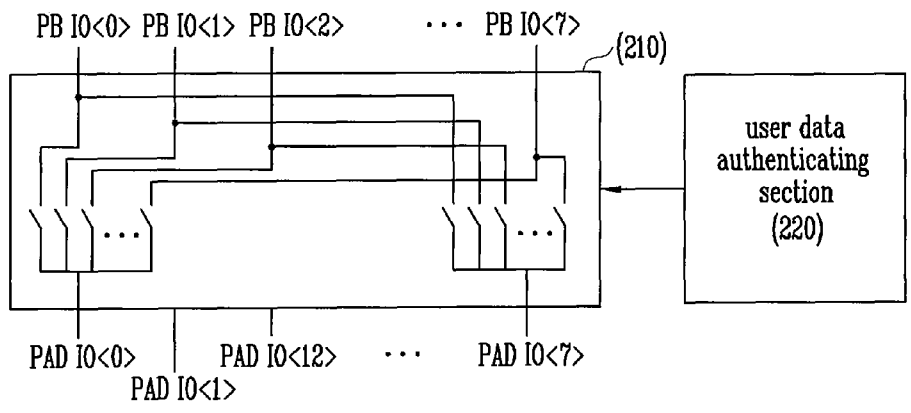 PB IO<0> PB IO<1> PB IO<2> ··· PB IO<7>
(210)
user data
authenticating
section
(220)
···
···
PAD IO<0> PAD IO<12> ··· PAD IO<7>
PAD IO<1>